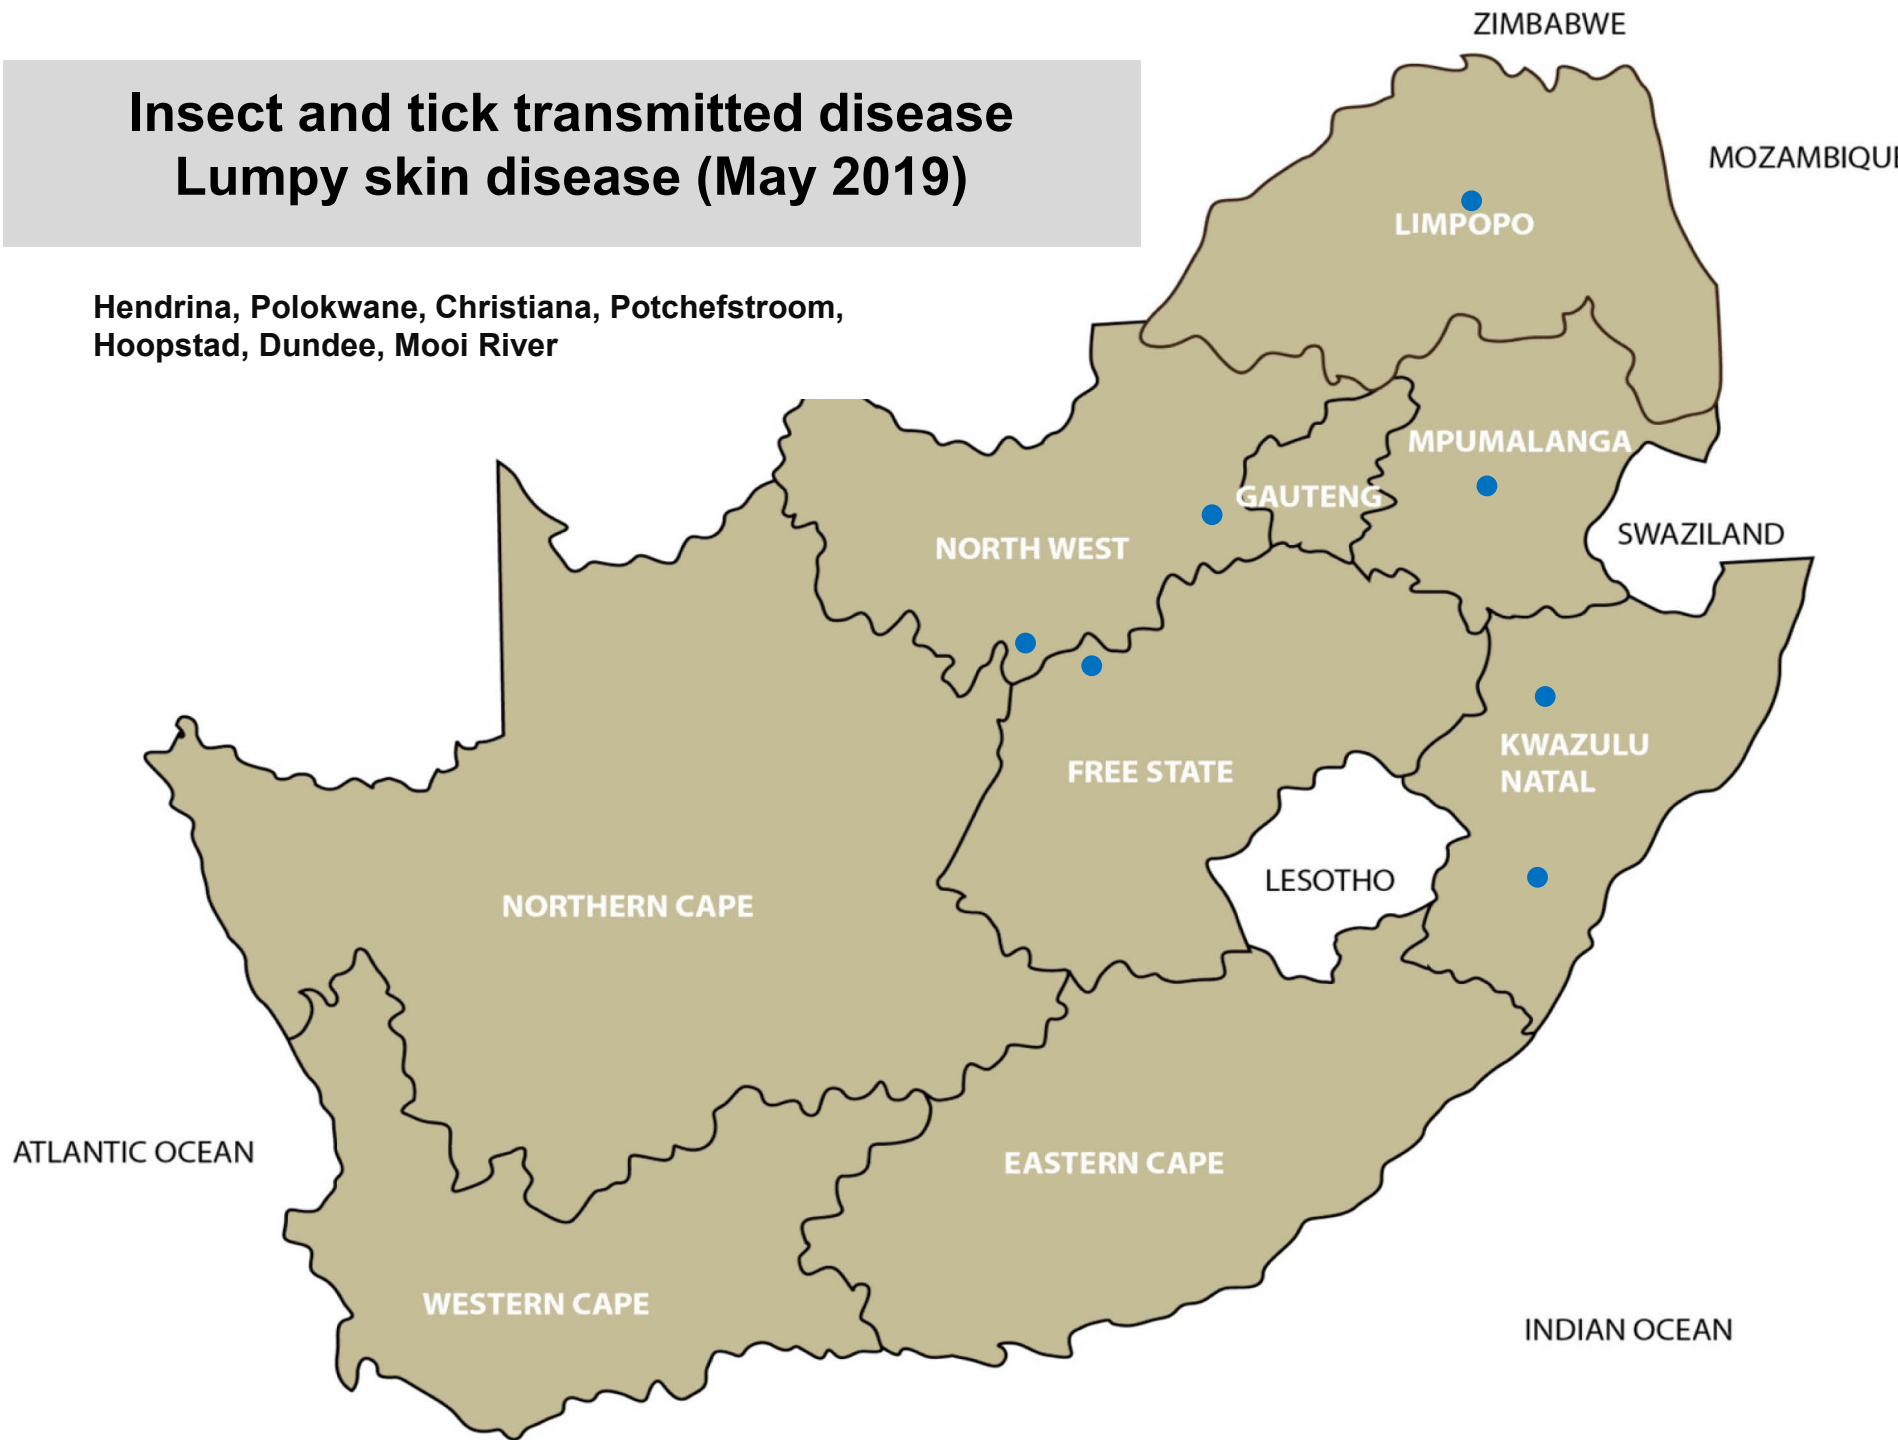 ZIMBABWE
Insect and tick transmitted disease
Lumpy skin disease (May 2019)
MOZAMBIQUE
LIMPOPO
Hendrina, Polokwane, Christiana, Potchefstroom,
Hoopstad, Dundee, Mooi River
MPUMALANGA
GAUTENG
SWAZILAND
NORTH WEST
KWAZULU
NATAL
FREE STATE
LESOTHO
NORTHERN CAPE
ATLANTIC OCEAN
EASTERN CAPE
WESTERN CAPE
INDIAN OCEAN